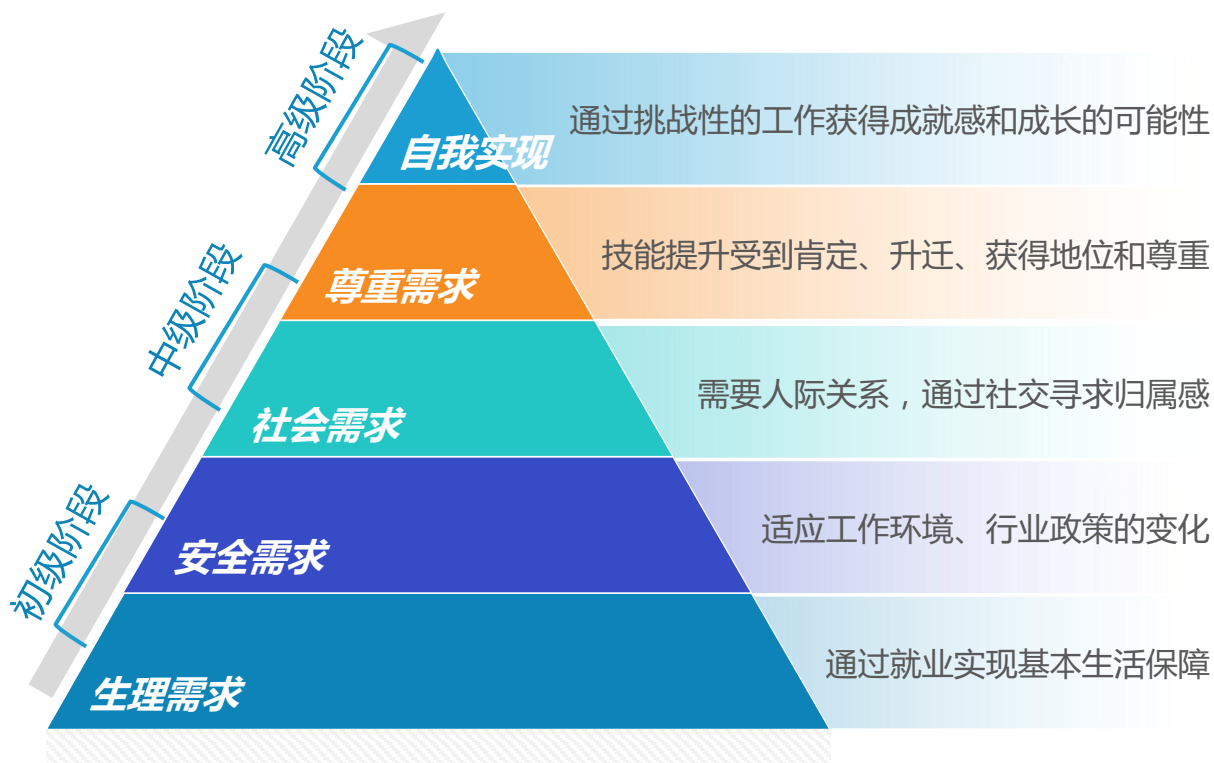 高级阶段
自我实现
通过挑战性的工作获得成就感和成长的可能性
尊重需求
技能提升受到肯定、升迁、获得地位和尊重
中级阶段
社会需求
需要人际关系，通过社交寻求归属感
安全需求
适应工作环境、行业政策的变化
初级阶段
生理需求
通过就业实现基本生活保障